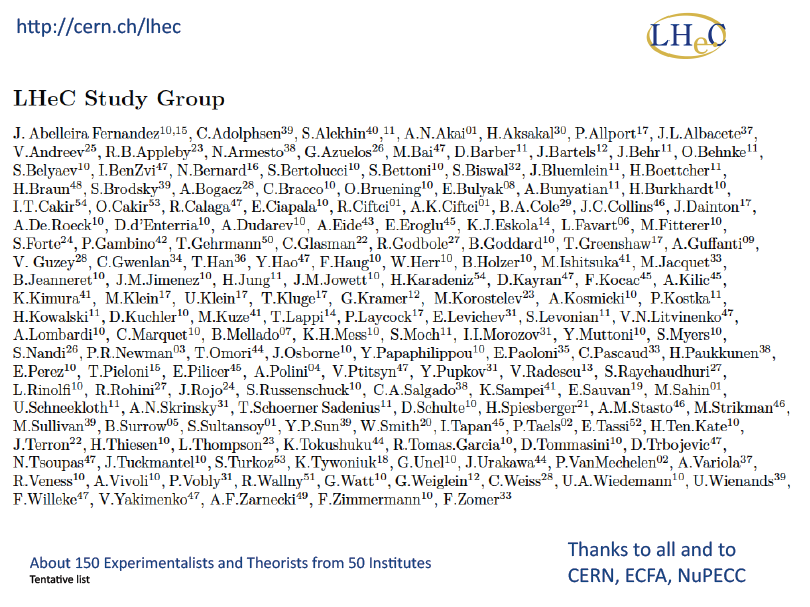 http://cern.ch/lhec
LHeC
LHeC Study Group
J. Abelleira Fernandez¹⁰,¹⁵, C.Adolphsen³⁹, S.Alekhin⁴⁰,¹¹, A.N.Akai⁰¹, H.Aksakal³⁰, P.Allport¹⁷, J.L.Albacete³⁷,
V.Andreev²⁵, R.B.Appleby²³, N.Armesto³⁸, G.Azuelos²⁶, M.Bai⁴⁷, D.Barber¹¹, J.Bartels¹², J.Behr¹¹, O.Behnke¹¹,
S.Belyaev¹⁰, I.BenZvi⁴⁷, N.Bernard¹⁶, S.Bertolucci¹⁰, S.Bettoni¹⁰, S.Biswal³², J.Bluemlein¹¹, H.Boettcher¹¹,
H.Braun⁴⁸, S.Brodsky³⁹, A.Bogacz²⁸, C.Bracco¹⁰, O.Bruening¹⁰, E.Bulyak⁰⁸, A.Bunyatian¹¹, H.Burkhardt¹⁰,
I.T.Cakir⁵⁴, O.Cakir⁵³, R.Calaga⁴⁷, E.Ciapala¹⁰, R.Ciftci⁰¹, A.K.Ciftci⁰¹, B.A.Cole²⁹, J.C.Collins⁴⁶, J.Dainton¹⁷,
A.De.Roeck¹⁰, D.d'Enterria¹⁰, A.Dudarev¹⁰, A.Eide⁴³, E.Eroglu⁴⁵, K.J.Eskola¹⁴, L.Favart⁰⁶, M.Fitterer¹⁰,
S.Forte²⁴, P.Gambino⁴², T.Gehrmann⁵⁰, C.Glasman²², R.Godbole²⁷, B.Goddard¹⁰, T.Greenshaw¹⁷, A.Guffanti⁰⁹,
V. Guzey²⁸, C.Gwenlan³⁴, T.Han³⁶, Y.Hao⁴⁷, F.Haug¹⁰, W.Herr¹⁰, B.Holzer¹⁰, M.Ishitsuka⁴¹, M.Jacquet³³,
B.Jeanneret¹⁰, J.M.Jimenez¹⁰, H.Jung¹¹, J.M.Jowett¹⁰, H.Karadeniz⁵⁴, D.Kayran⁴⁷, F.Kocac⁴⁵, A.Kilic⁴⁵,
K.Kimura⁴¹, M.Klein¹⁷, U.Klein¹⁷, T.Kluge¹⁷, G.Kramer¹², M.Korostelev²³, A.Kosmicki¹⁰, P.Kostka¹¹,
H.Kowalski¹¹, D.Kuchler¹⁰, M.Kuze⁴¹, T.Lappi¹⁴, P.Laycock¹⁷, E.Levichev³¹, S.Levonian¹¹, V.N.Litvinenko⁴⁷,
A.Lombardi¹⁰, C.Marquet¹⁰, B.Mellado⁰⁷, K.H.Mess¹⁰, S.Moch¹¹, I.I.Morozov³¹, Y.Muttoni¹⁰, S.Myers¹⁰,
S.Nandi²⁶, P.R.Newman⁰³, T.Omori⁴⁴, J.Osborne¹⁰, Y.Papaphilippou¹⁰, E.Paoloni³⁵, C.Pascaud³³, H.Paukkunen³⁸,
E.Perez¹⁰, T.Pieloni¹⁵, E.Pilicer⁴⁵, A.Polini⁰⁴, V.Ptitsyn⁴⁷, Y.Pupkov³¹, V.Radescu¹³, S.Raychaudhuri²⁷,
L.Rinolfi¹⁰, R.Rohini²⁷, J.Rojo²⁴, S.Russenschuck¹⁰, C.A.Salgado³⁸, K.Sampei⁴¹, E.Sauvan¹⁹, M.Sahin⁰¹,
U.Schneekloth¹¹, A.N.Skrinsky³¹, T.Schoerner Sadenius¹¹, D.Schulte¹⁰, H.Spiesberger²¹, A.M.Stasto⁴⁶, M.Strikman⁴⁶,
M.Sullivan³⁹, B.Surrow⁰⁵, S.Sultansoy⁰¹, Y.P.Sun³⁹, W.Smith²⁰, I.Tapan⁴⁵, P.Taels⁰², E.Tassi⁵², H.Ten.Kate¹⁰,
J.Terron²², H.Thiesen¹⁰, L.Thompson²³, K.Tokushuku⁴⁴, R.Tomas.Garcia¹⁰, D.Tommasini¹⁰, D.Trbojevic⁴⁷,
N.Tsoupas⁴⁷, J.Tuckmantel¹⁰, S.Turkoz⁵³, K.Tywoniuk¹⁸, G.Unel¹⁰, J.Urakawa⁴⁴, P.VanMechelen⁰², A.Variola³⁷,
R.Veness¹⁰, A.Vivoli¹⁰, P.Vobly³¹, R.Wallny⁵¹, G.Watt¹⁰, G.Weiglein¹², C.Weiss²⁸, U.A.Wiedemann¹⁰, U.Wienands³⁹,
F.Willeke⁴⁷, V.Yakimenko⁴⁷, A.F.Zarnecki⁴⁹, F.Zimmermann¹⁰, F.Zomer³³
About 150 Experimentalists and Theorists from 50 Institutes
Tentative list
Thanks to all and to
CERN, ECFA, NuPECC